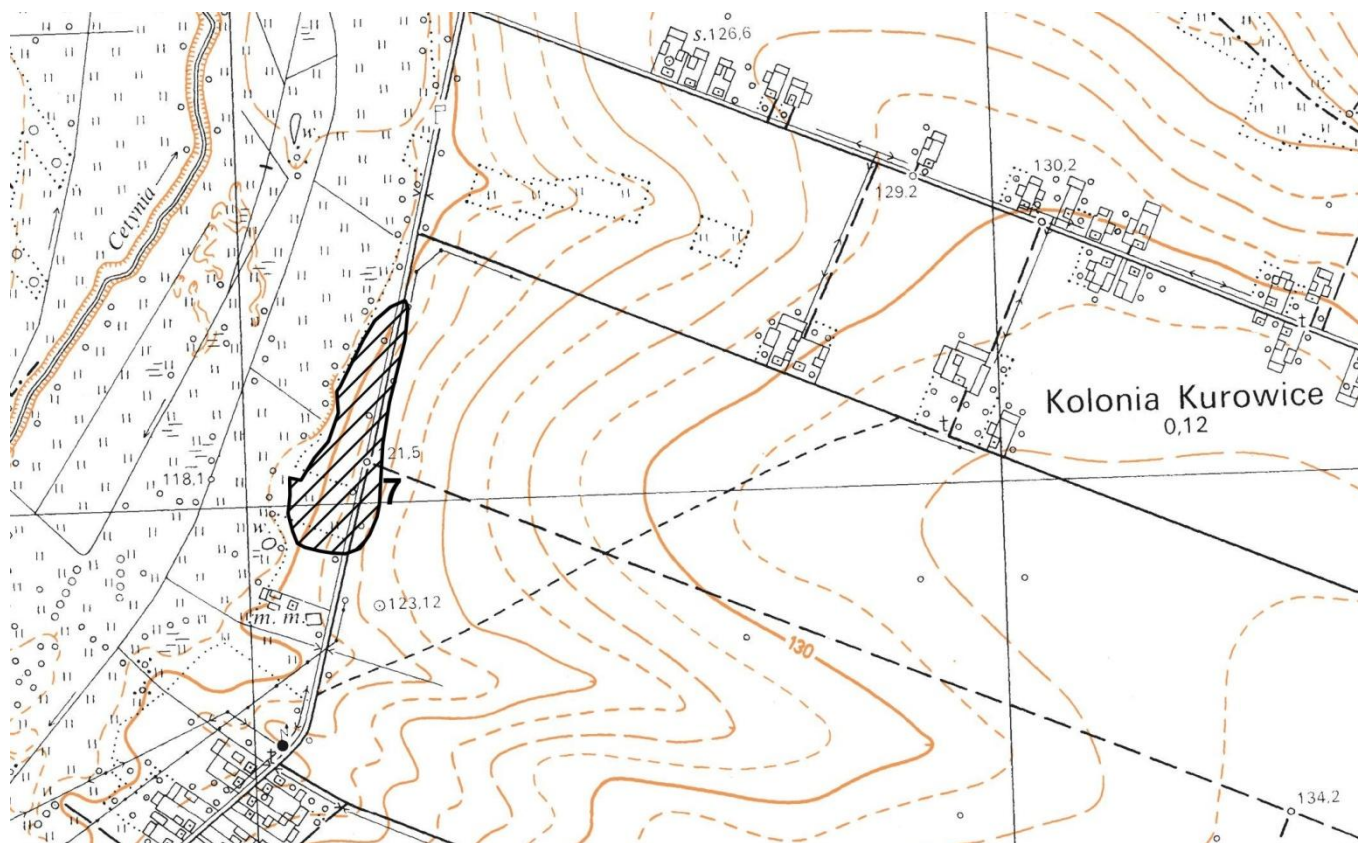 s.126,6
w.
Cetynia
130,2
129,2
t
Kolonia Kurowice
0,12
t
121,5
118,1
7
w.
123,12
m. m.
130
134,2